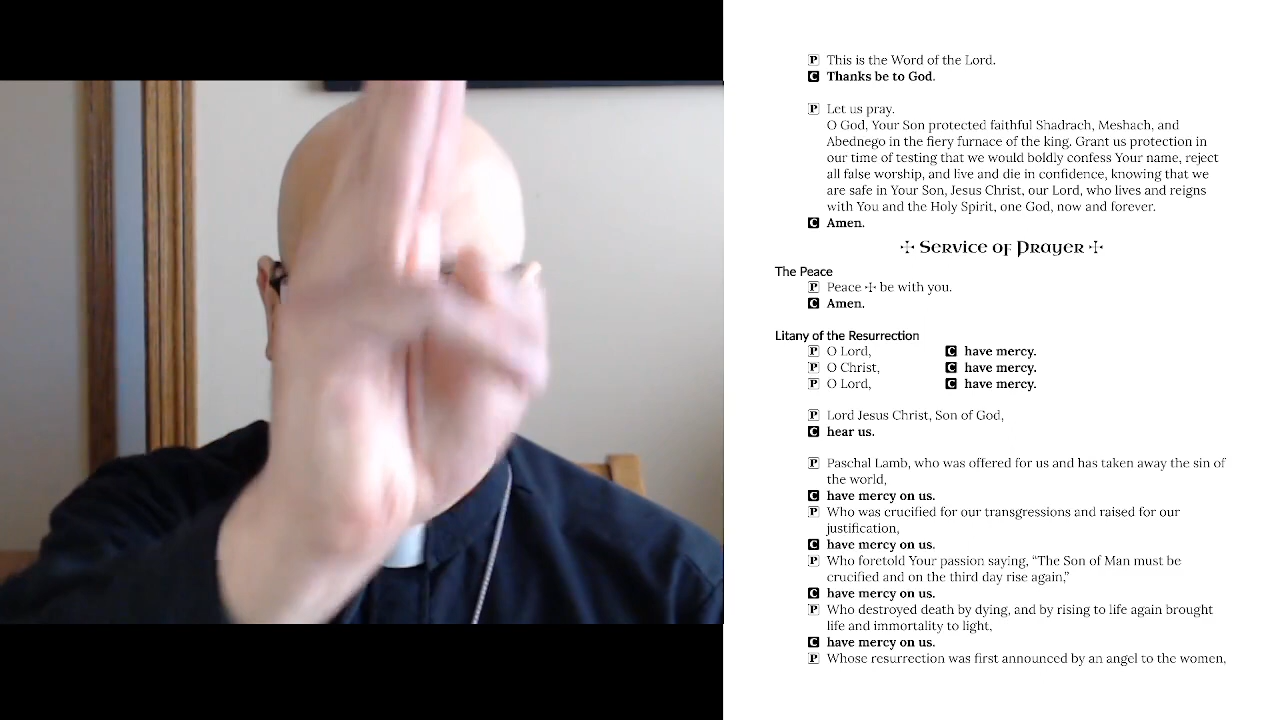 P This is the Word of the Lord.
C Thanks be to God.
P Let us pray.
O God, Your Son protected faithful Shadrach, Meshach, and
Abednego in the fiery furnace of the king. Grant us protection in
our time of testing that we would boldly confess Your name, reject
all false worship, and live and die in confidence, knowing that we
are safe in Your Son, Jesus Christ, our Lord, who lives and reigns
with You and the Holy Spirit, one God, now and forever.
C Amen.
✢ Service of Prayer ✢
The Peace
P Peace ✢ be with you.
C Amen.
Litany of the Resurrection
P O Lord, C have mercy.
P O Christ, C have mercy.
P O Lord, C have mercy.
P Lord Jesus Christ, Son of God,
C hear us.
P Paschal Lamb, who was offered for us and has taken away the sin of
the world,
C have mercy on us.
P Who was crucified for our transgressions and raised for our
justification,
C have mercy on us.
P Who foretold Your passion saying, “The Son of Man must be
crucified and on the third day rise again,”
C have mercy on us.
P Who destroyed death by dying, and by rising to life again brought
life and immortality to light,
C have mercy on us.
P Whose resurrection was first announced by an angel to the women,